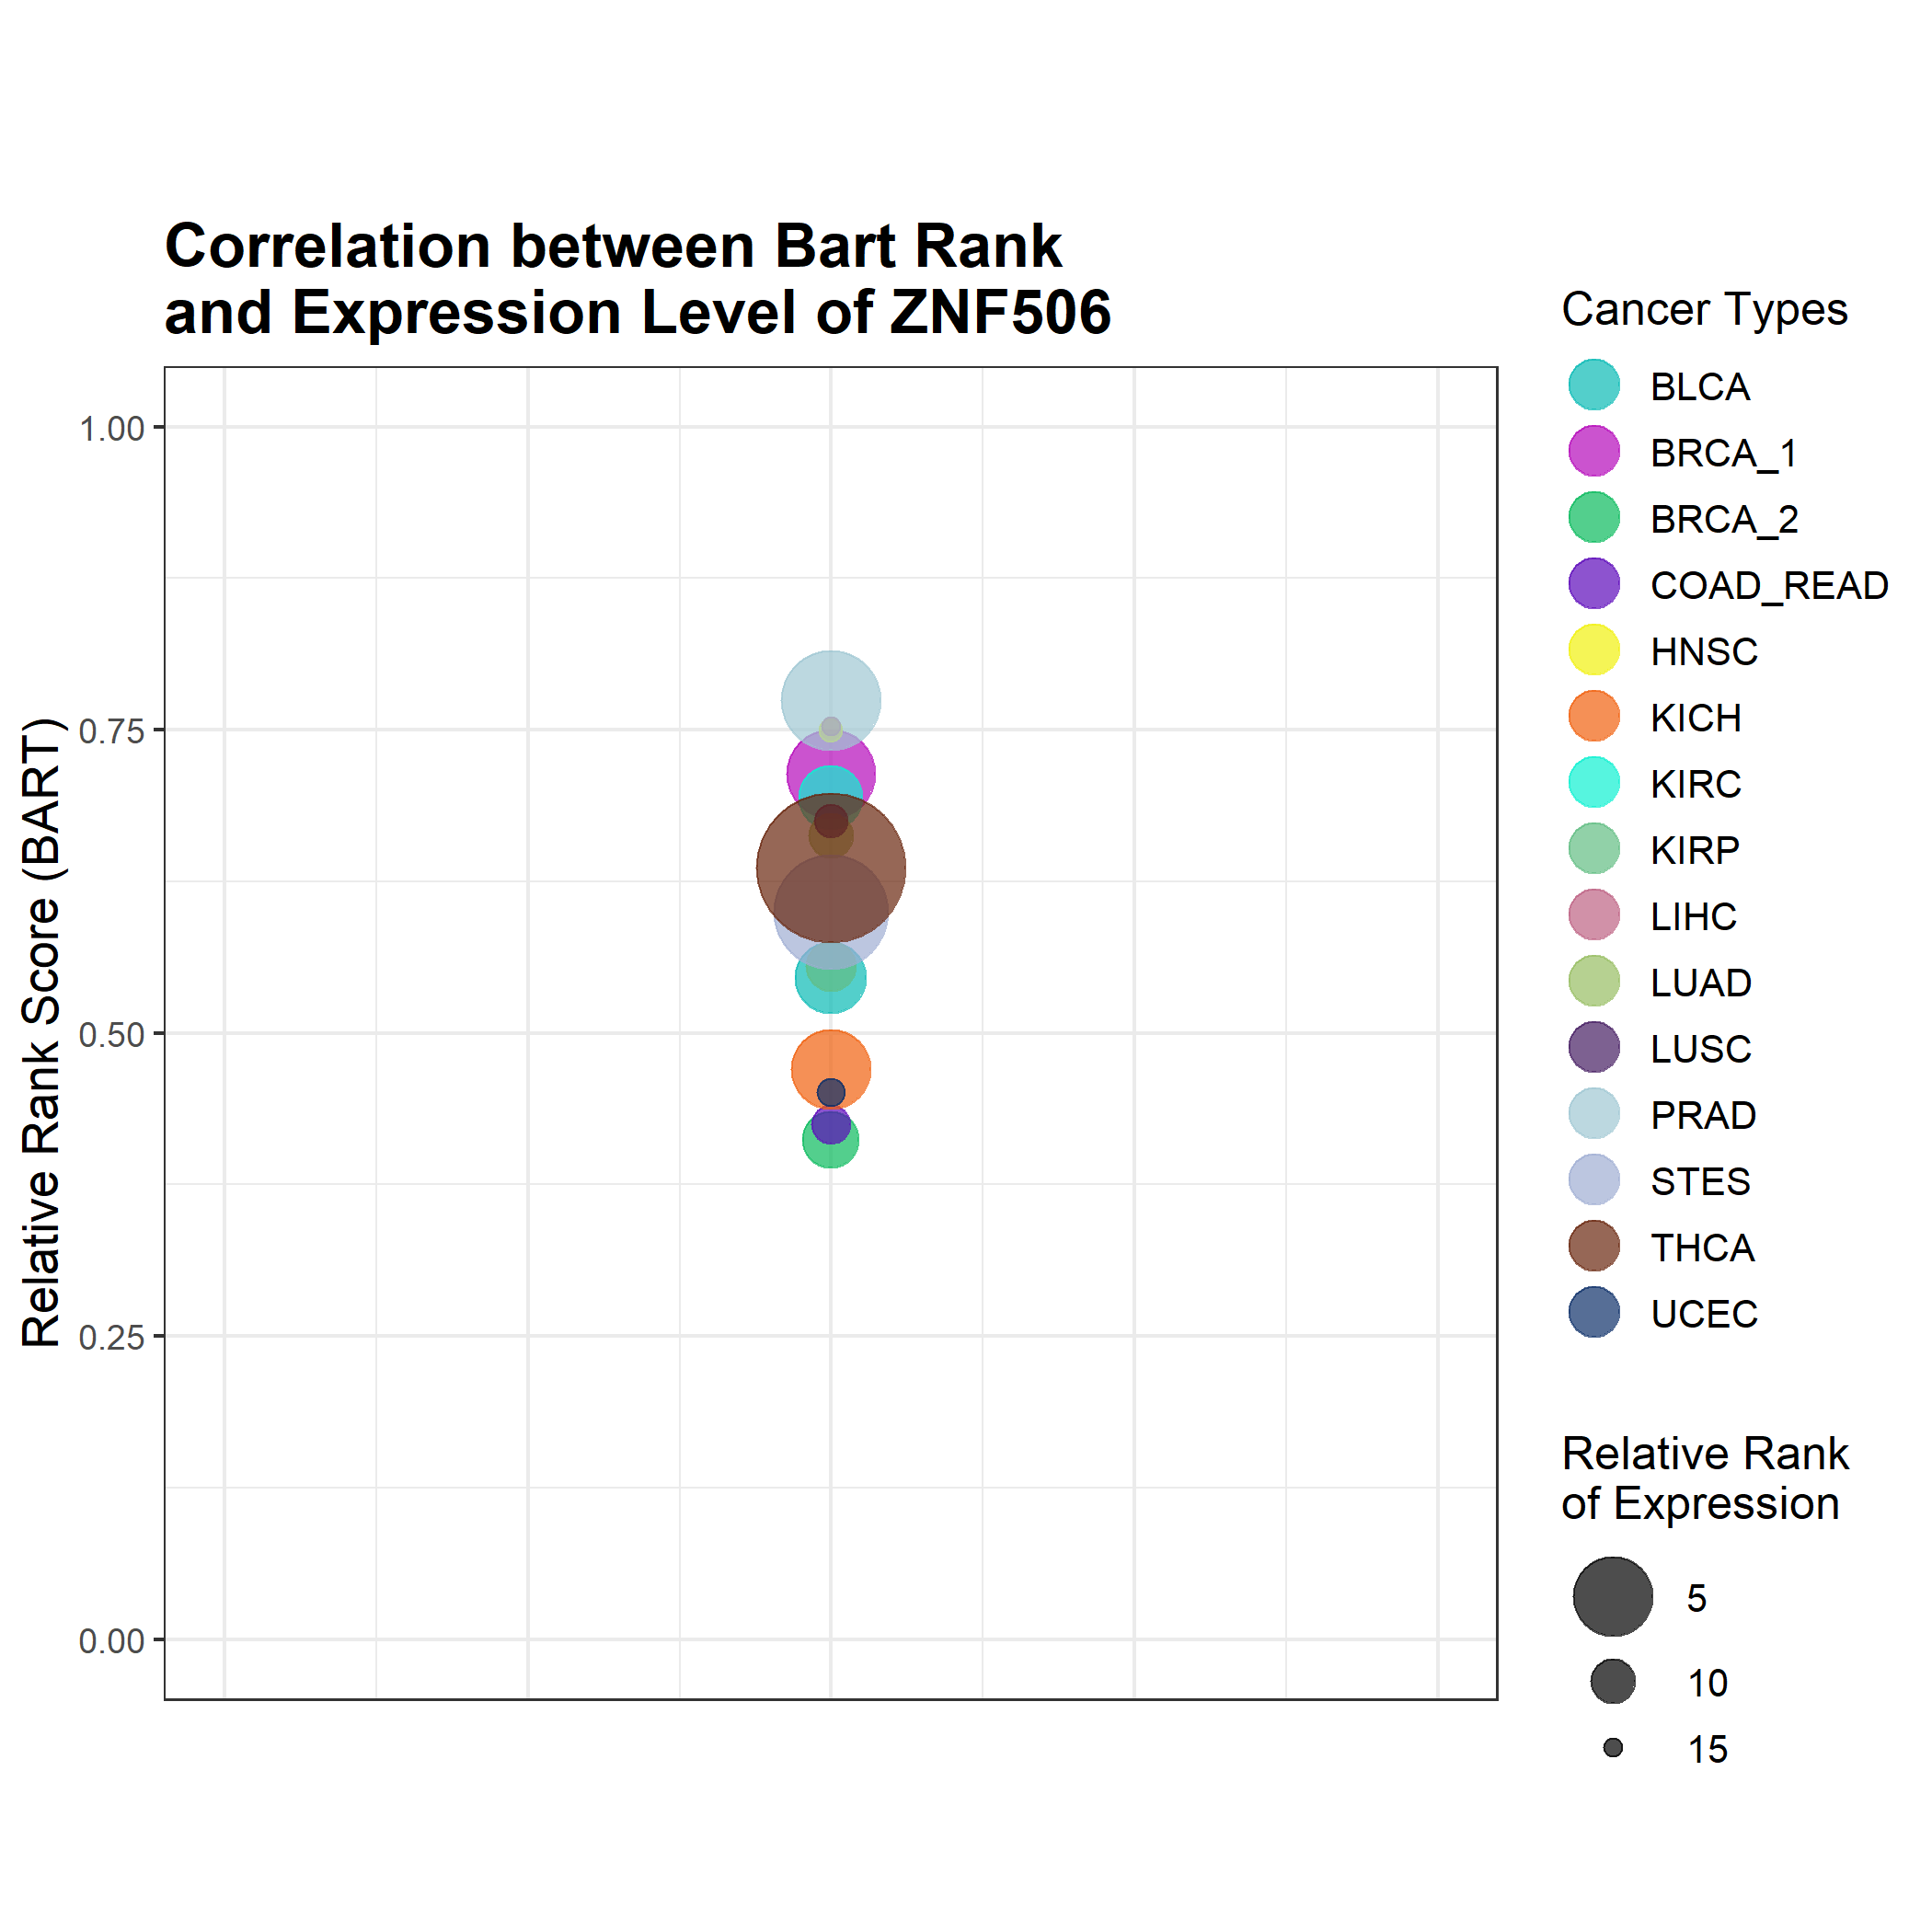 Correlation between Bart Rank
and Expression Level of ZNF506
Relative Rank Score (BART)
1.00
0.75
0.50
0.25
0.00
Cancer Types
BLCA
BRCA_1
BRCA_2
COAD_READ
HNSC
KICH
KIRC
KIRP
LIHC
LUAD
LUSC
PRAD
STES
THCA
UCEC
Relative Rank
of Expression
5
10
15